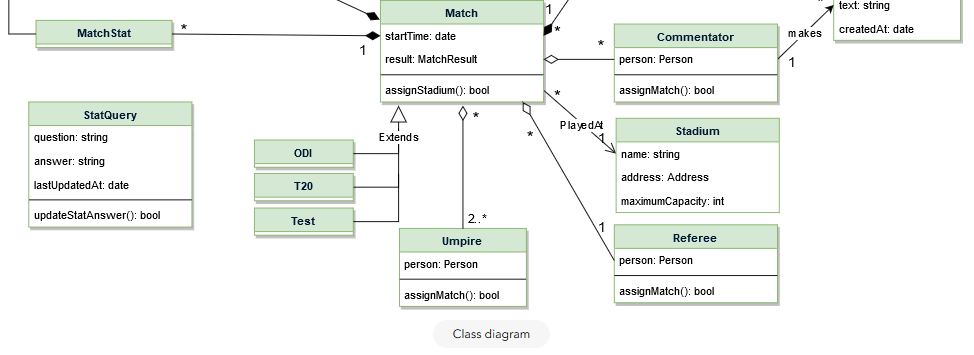 Match
startTime: date
result: MatchResult
assignStadium(): bool
MatchStat
*
1
1
*
*
Commentator
person: Person
assignMatch(): bool
makes
1
*
text: string
createdAt: date
StatQuery
question: string
answer: string
lastUpdatedAt: date
updateStatAnswer(): bool
Extends
ODI
T20
Test
*
2..*
Umpire
person: Person
assignMatch(): bool
*
PlayedAt
1
Stadium
name: string
address: Address
maximumCapacity: int
*
1
Referee
person: Person
assignMatch(): bool
Class diagram